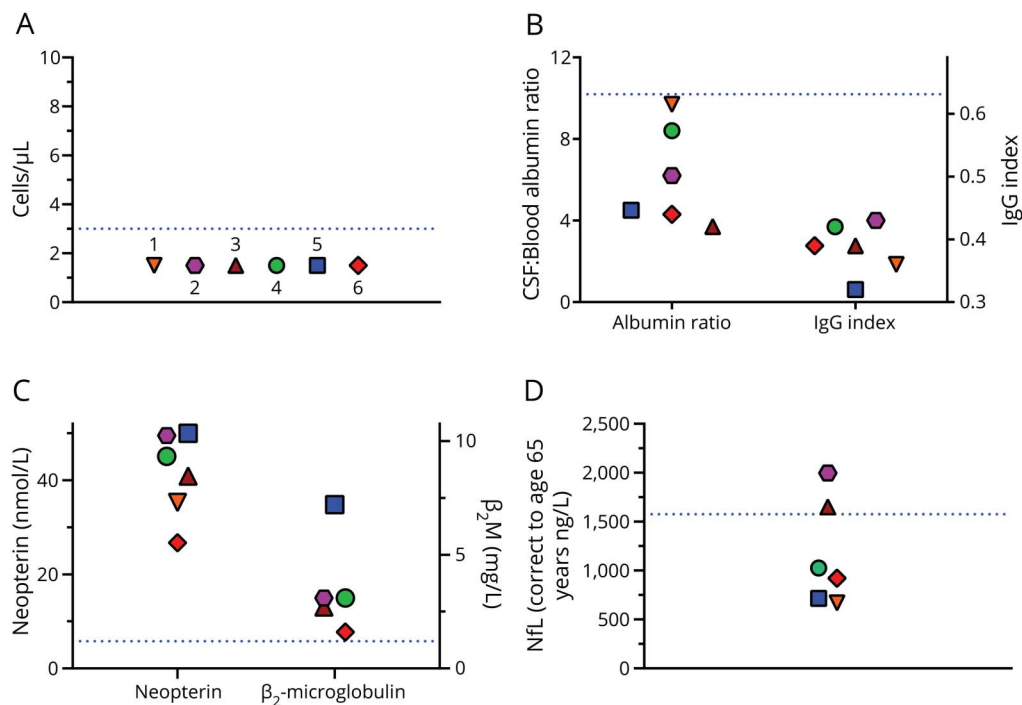 A
Cells/µL
10
8
6
4
2
0
1
3
5
2
4
6
B
CSF:Blood albumin ratio
12
8
4
0
IgG index
0.6
0.5
0.4
0.3
Albumin ratio
IgG index
C
Neopterin (nmol/L)
40
20
0
β₂M (mg/L)
10
5
0
Neopterin
β₂-microglobulin
D
NfL (correct to age 65
years ng/L)
2,500
2,000
1,500
1,000
500
0